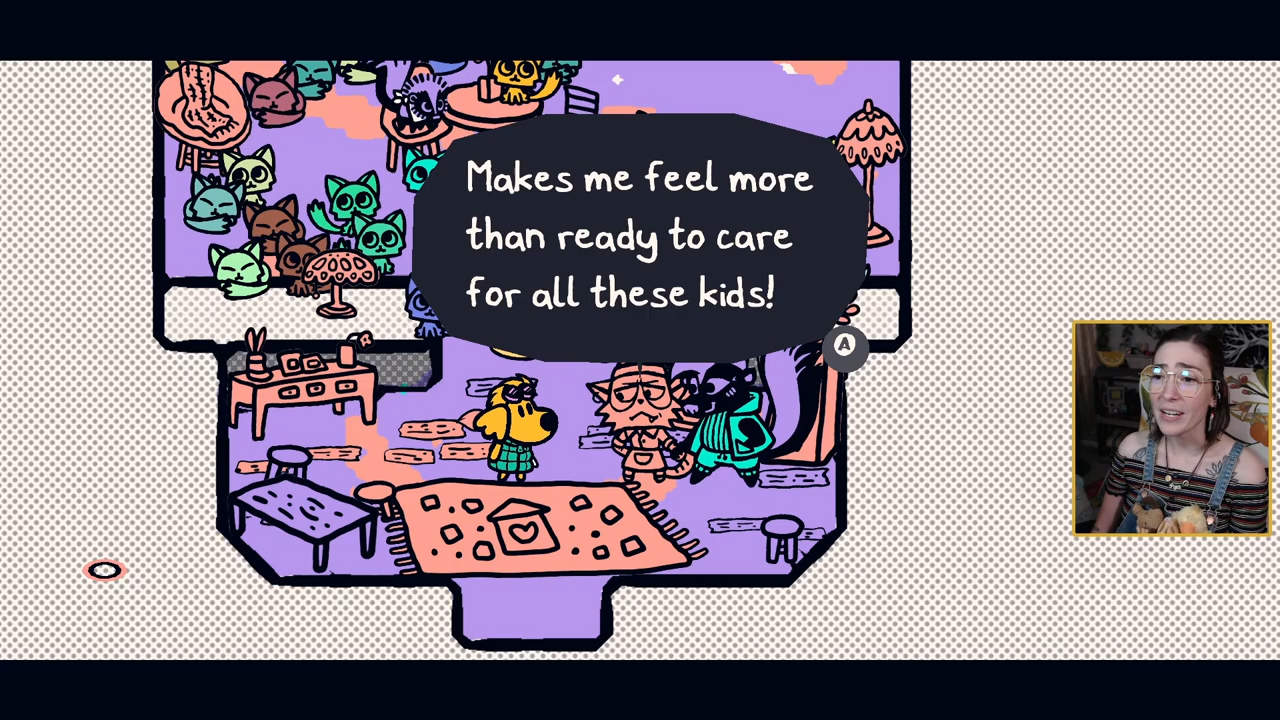 Makes me feel more
than ready to care
for all these kids!
A